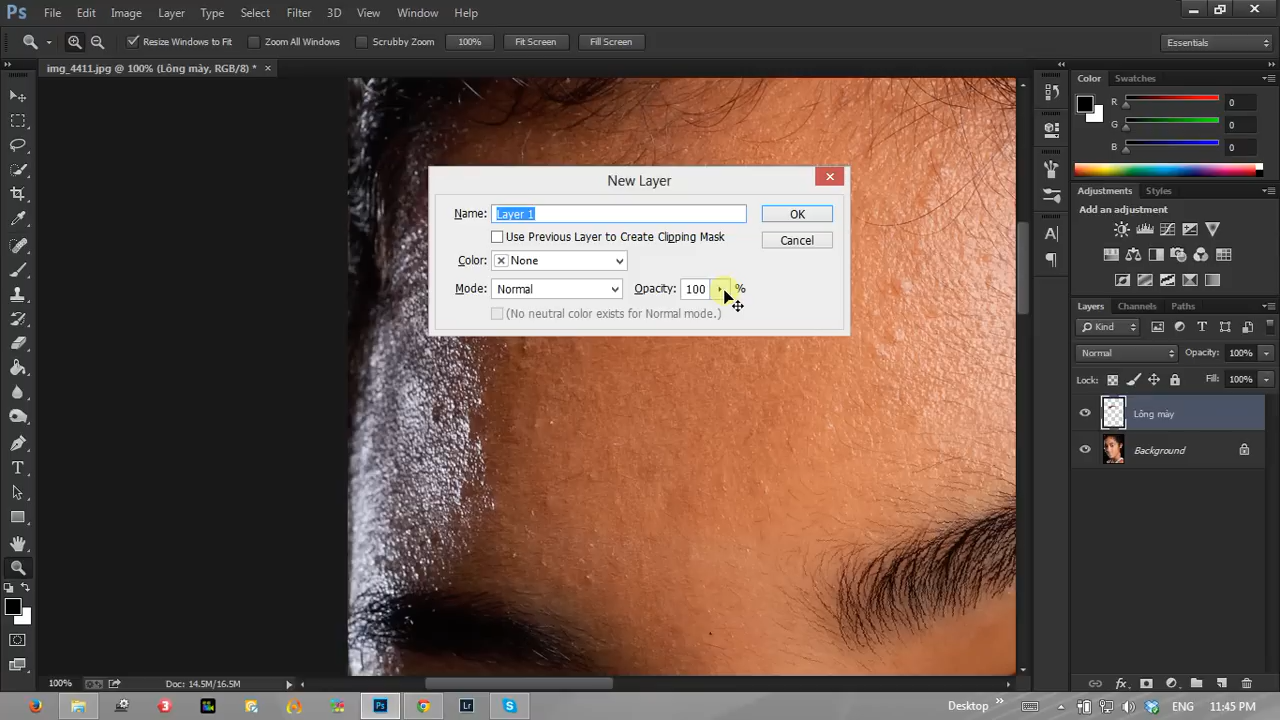 Ps File Edit Image Layer Type Select Filter 3D View Window Help
Resize Windows to Fit Zoom All Windows Scrubby Zoom 100% Fit Screen Fill Screen Essentials
img_4411.jpg @ 100% (Lông mày, RGB/8) * ×
Color Swatches
R 0
G 0
B 0
New Layer
Name: Layer 1 OK
Use Previous Layer to Create Clipping Mask Cancel
Color: None
Mode: Normal Opacity: 100 %
(No neutral color exists for Normal mode.)
Adjustments Styles
Add an adjustment
Layers Channels Paths
Kind
Normal Opacity: 100%
Lock: Fill: 100%
Lông mày
Background
100% Doc: 14.5M/16.5M
Desktop 11:45 PM